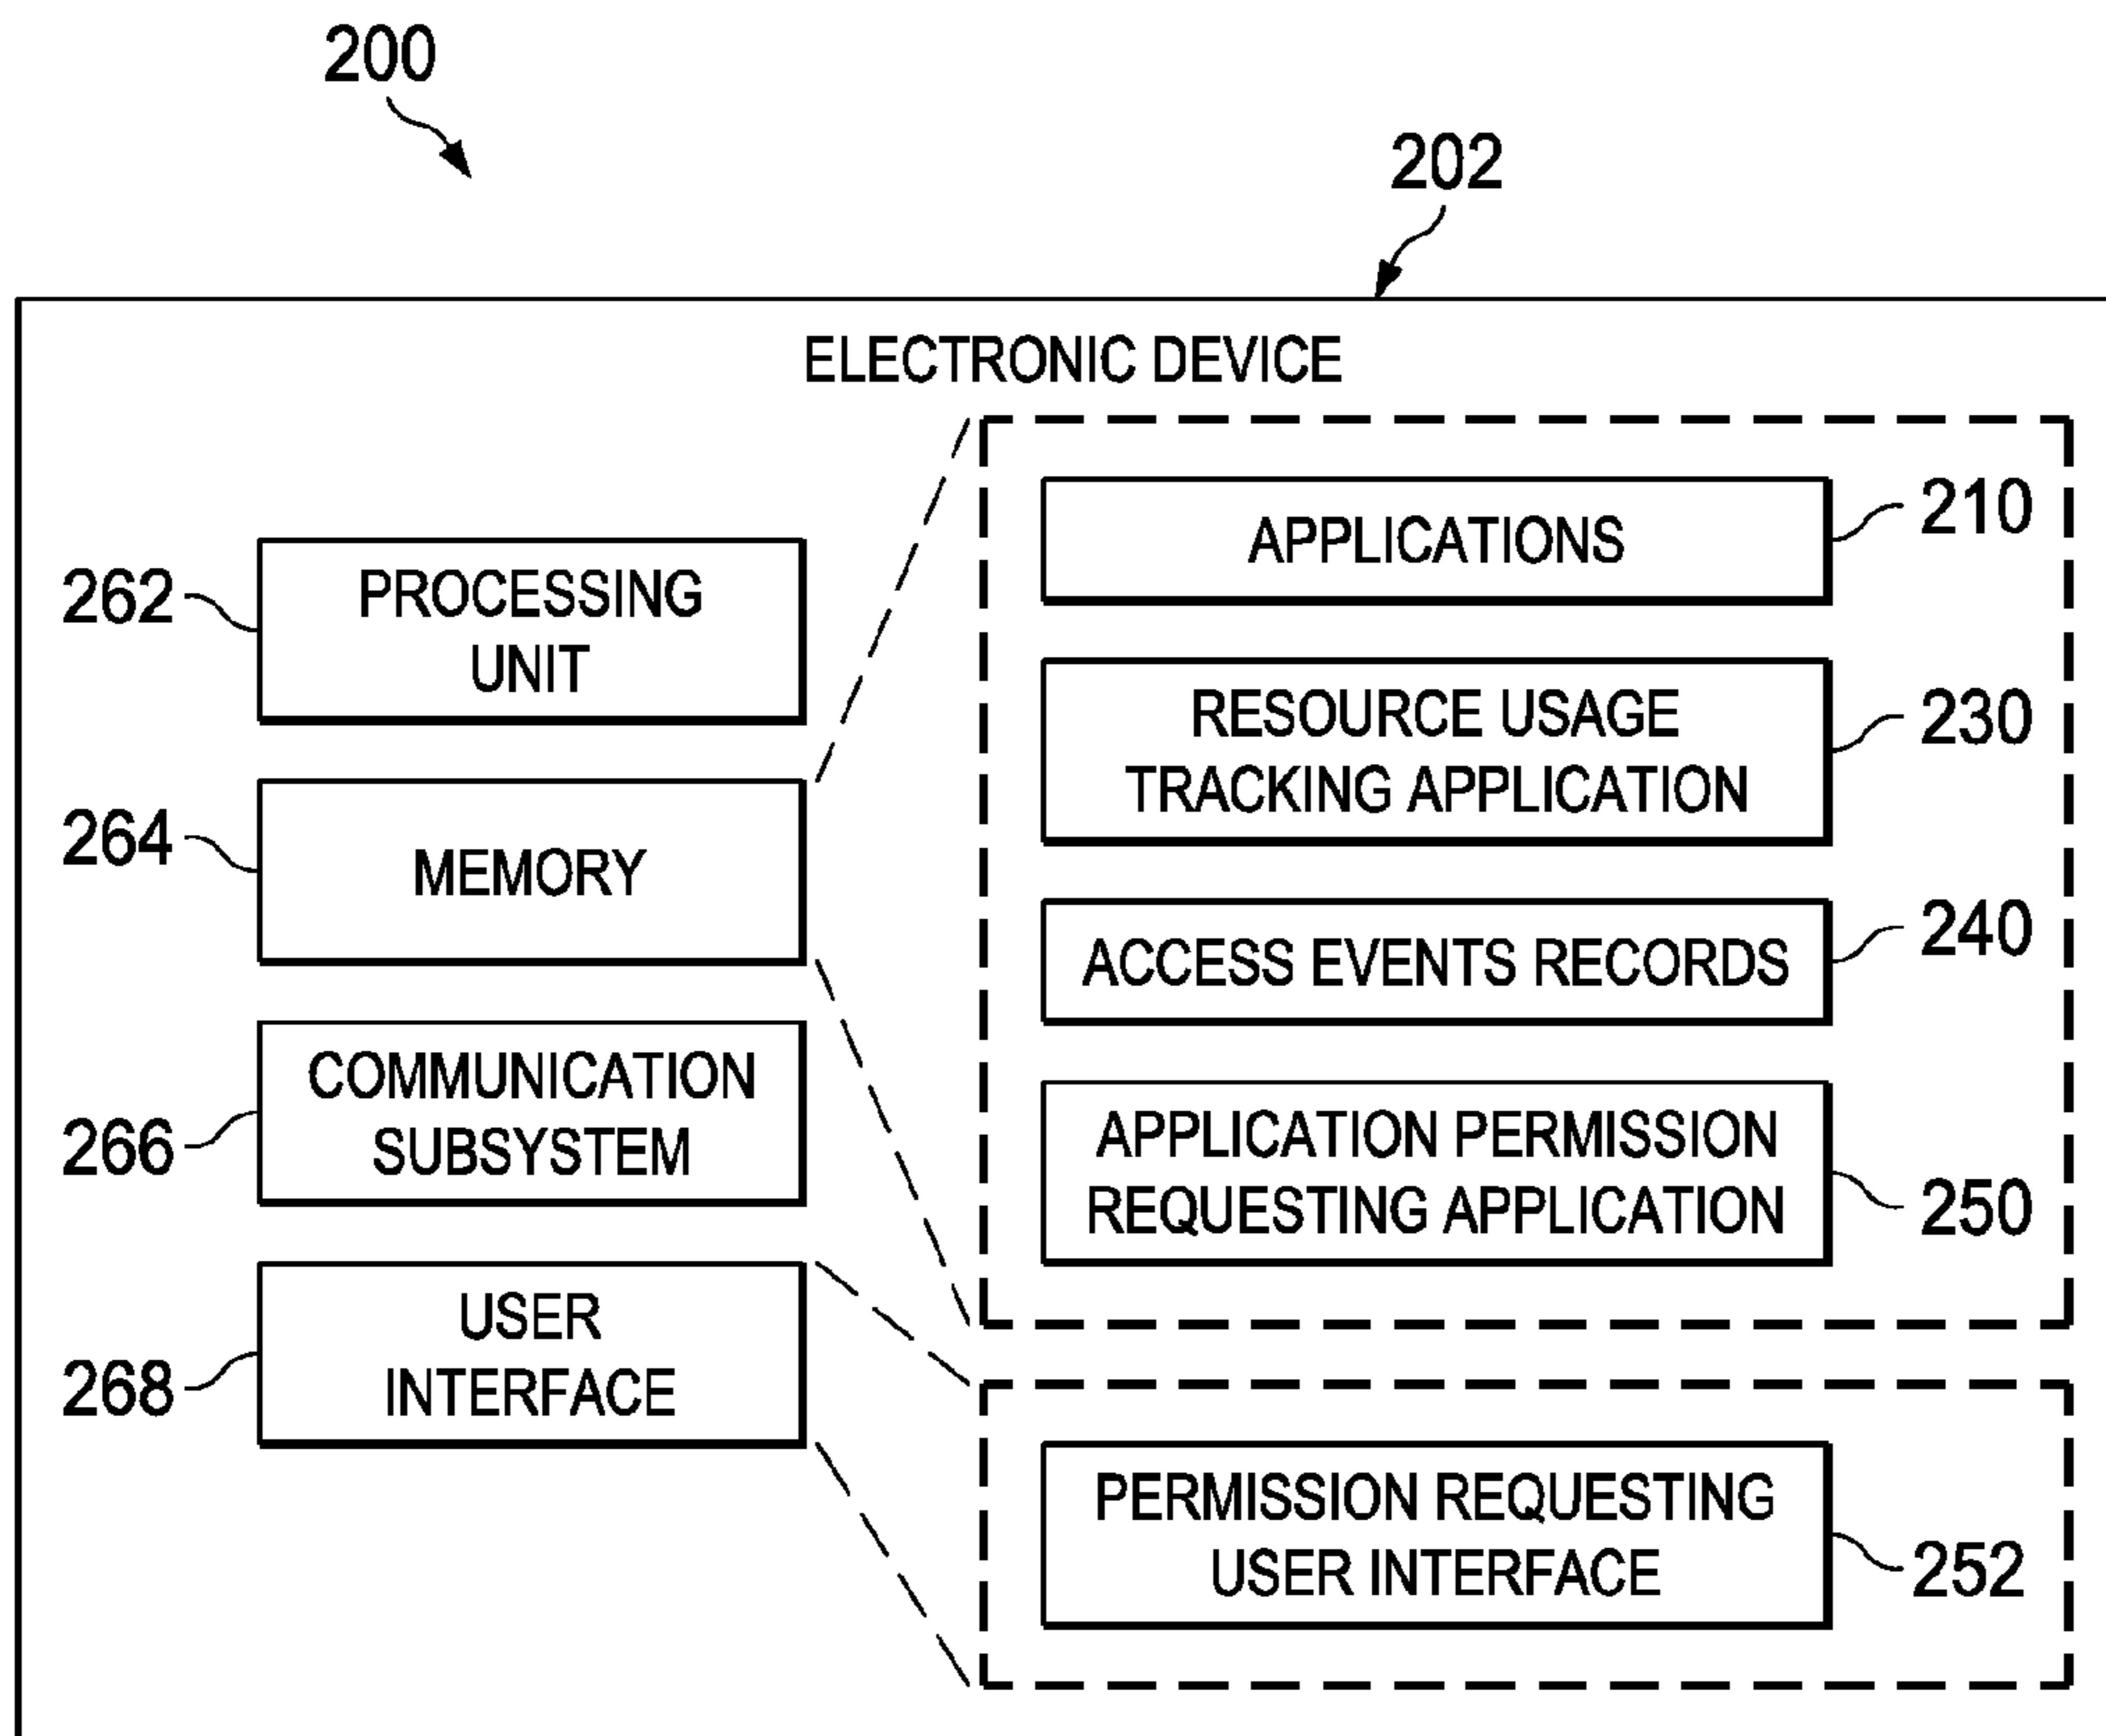 200
202
ELECTRONIC DEVICE
262
PROCESSING
UNIT
264
MEMORY
266
COMMUNICATION
SUBSYSTEM
268
USER
INTERFACE
APPLICATIONS
210
RESOURCE USAGE
TRACKING APPLICATION
230
ACCESS EVENTS RECORDS
240
APPLICATION PERMISSION
REQUESTING APPLICATION
250
PERMISSION REQUESTING
USER INTERFACE
252